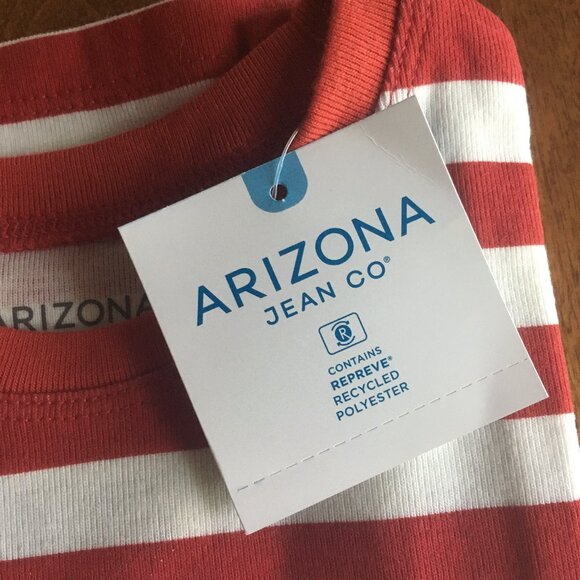 ARIZONA
JEAN CO®
R
CONTAINS
REPREVE®
RECYCLED
POLYESTER
ARIZONA